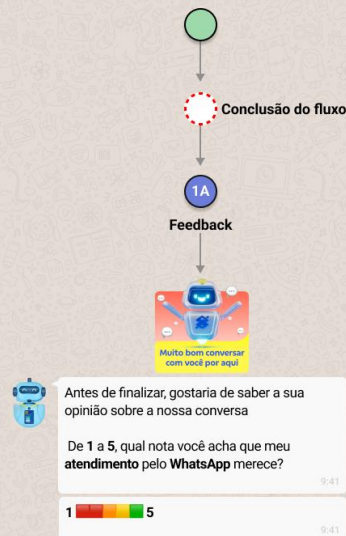 Conclusão do fluxo
1A
Feedback
Muito bom conversar
com você por aqui
Antes de finalizar, gostaria de saber a sua
opinião sobre a nossa conversa
De 1 a 5, qual nota você acha que meu
atendimento pelo WhatsApp merece?
9:41
1 5
9:41